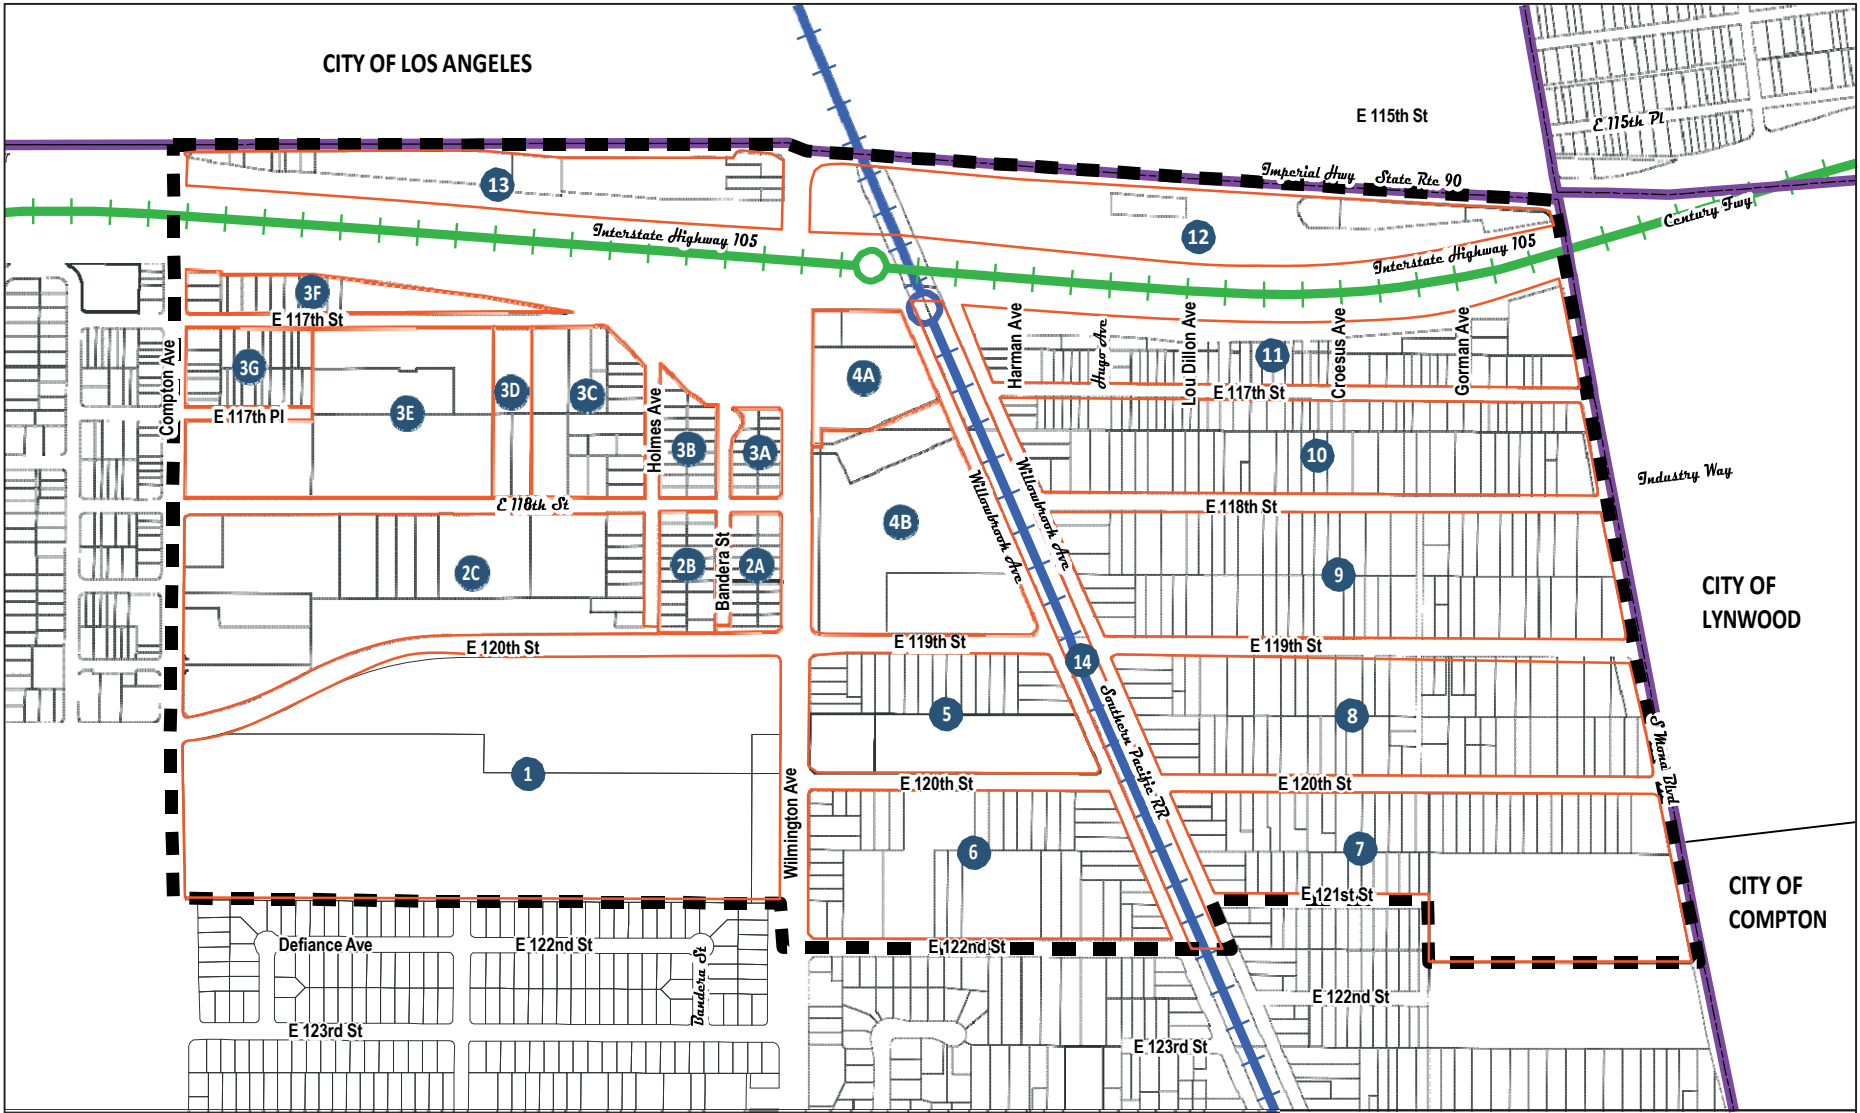 CITY OF LOS ANGELES
E 115th St
E 115th Pl
Imperial Hwy State Rte 90
13
12
Century Fwy
Interstate Highway 105
Interstate Highway 105
3F
E 117th St
Harman Ave
Hugo Ave
Lou Dillon Ave
Croesus Ave
Gorman Ave
11
E 117th St
Compton Ave
3G
3E
3D
3C
4A
E 117th Pl
Holmes Ave
3B
3A
10
Industry Way
E 118th St
E 118th St
Willowbrook Ave
Willowbrook Ave
4B
2C
2B
Bandera St
2A
9
CITY OF
LYNWOOD
E 120th St
E 119th St
E 119th St
14
5
8
Southern Pacific RR
S Mona Blvd
1
E 120th St
E 120th St
Wilmington Ave
6
7
E 121st St
CITY OF
COMPTON
Defiance Ave
E 122nd St
Bandera St
E 122nd St
E 122nd St
E 123rd St
E 123rd St